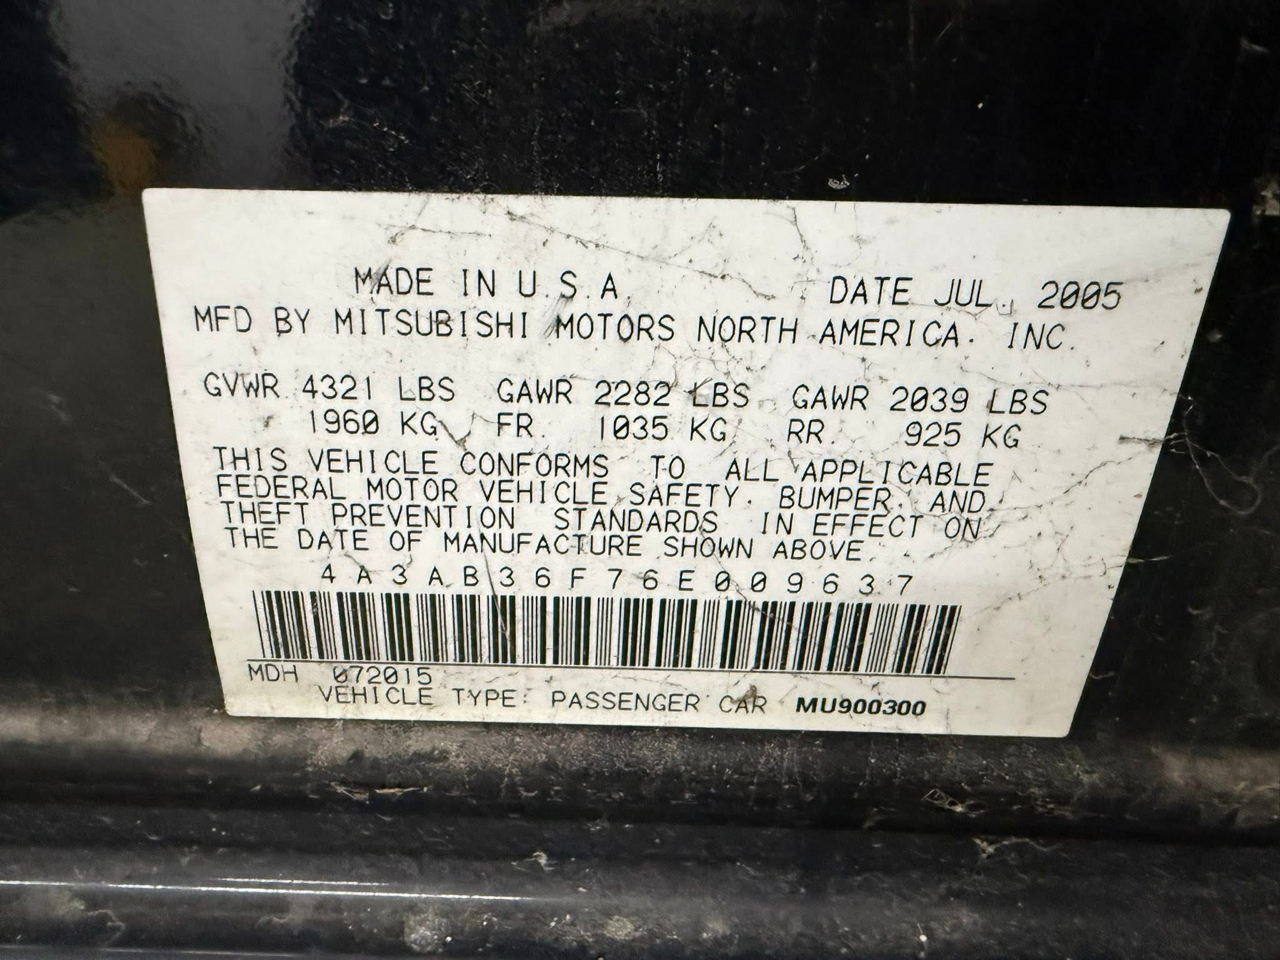 MADE IN U.S.A. DATE JUL. 2005
MFD BY MITSUBISHI MOTORS NORTH AMERICA. INC.
GVWR 4321 LBS GAWR 2282 LBS GAWR 2039 LBS
1960 KG FR. 1035 KG RR. 925 KG
THIS VEHICLE CONFORMS TO ALL APPLICABLE
FEDERAL MOTOR VEHICLE SAFETY. BUMPER. AND
THEFT PREVENTION STANDARDS IN EFFECT ON
THE DATE OF MANUFACTURE SHOWN ABOVE.
4A3AB36F76E009637
MDH 072015
VEHICLE TYPE: PASSENGER CAR MU900300